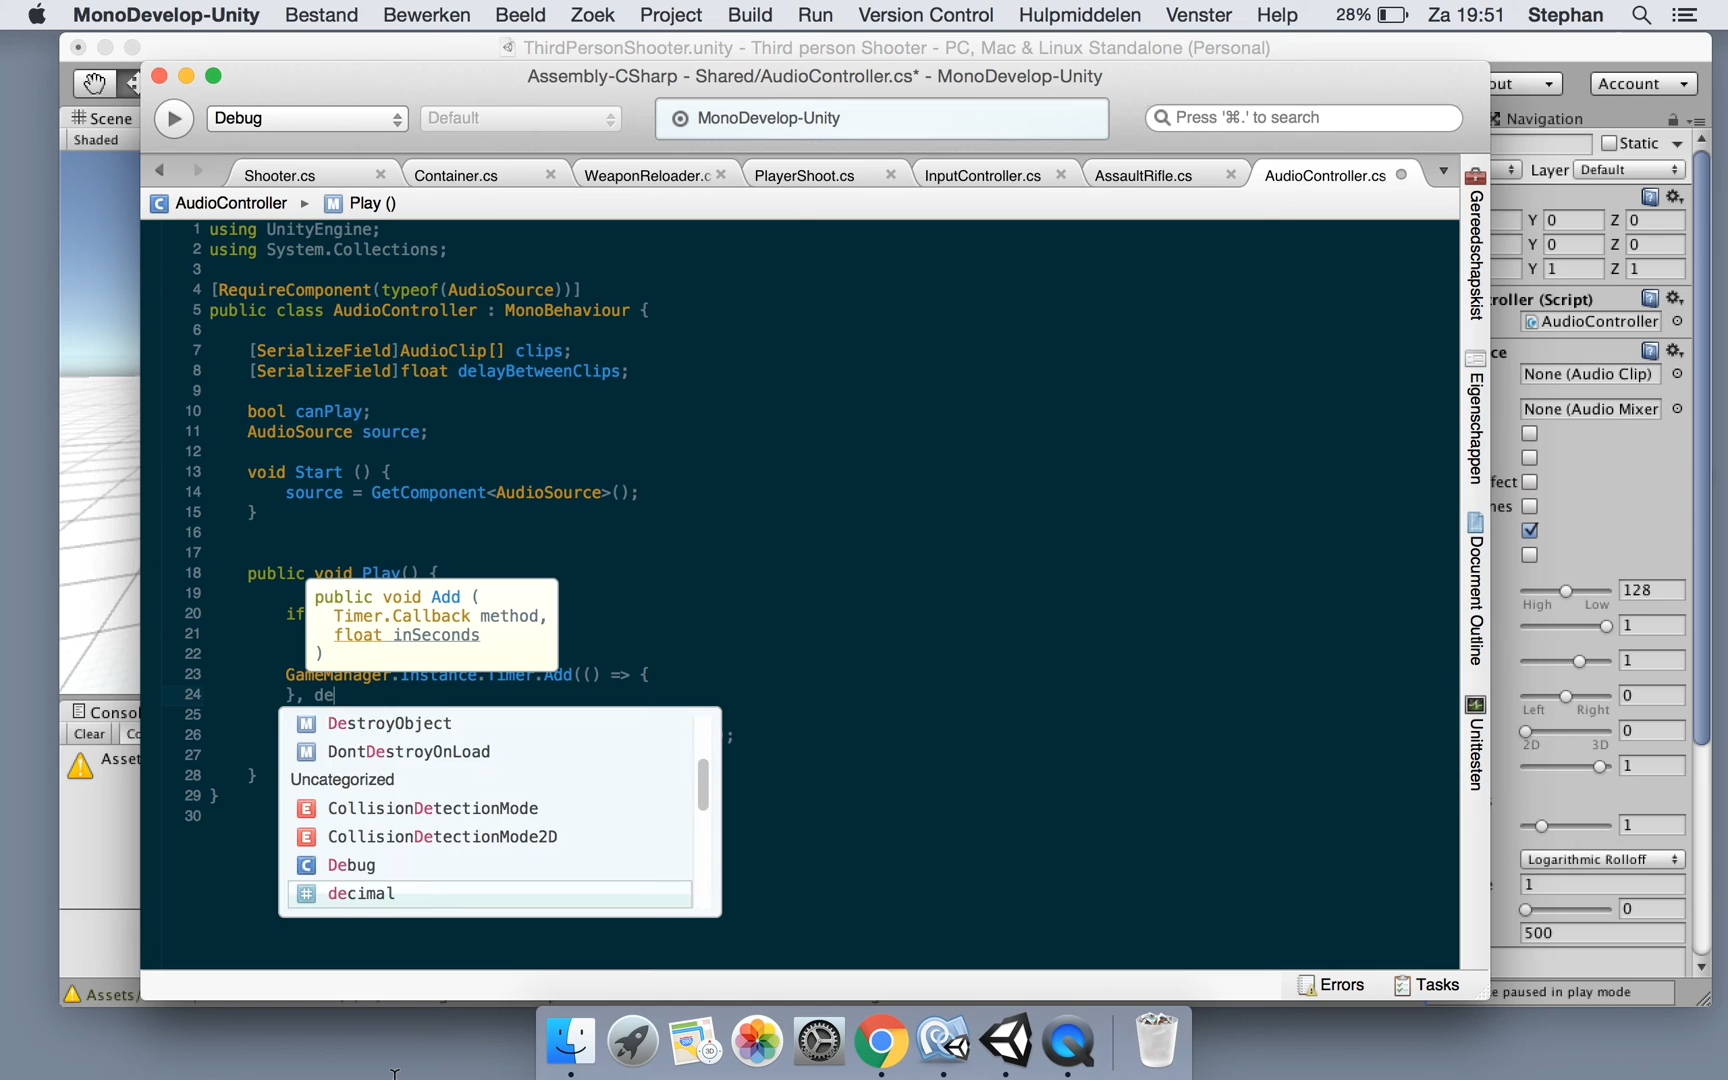 MonoDevelop-Unity Bestand Bewerken Beeld Zoek Project Build Run Version Control Hulpmiddelen Venster Help 28% Za 19:51 Stephan
ThirdPersonShooter.unity - Third person Shooter - PC, Mac & Linux Standalone (Personal)
Assembly-CSharp - Shared/AudioController.cs* - MonoDevelop-Unity
out Account
Debug Default MonoDevelop-Unity Press '⌘.' to search
Scene
Navigation
Shaded
Static
Shooter.cs Container.cs WeaponReloader.c PlayerShoot.cs InputController.cs AssaultRifle.cs AudioController.cs
Layer Default
AudioController ▸ Play ()
Y 0 Z 0
Y 0 Z 0
Y 1 Z 1
roller (Script)
AudioController
ce
None (Audio Clip)
None (Audio Mixer
fect
nes
128
High Low
1
1
0
Left Right
0
2D 3D
1
1
Logarithmic Rolloff
1
0
500
Gereedschapskist
Eigenschappen
Document Outline
Unittesten
1 using UnityEngine;
2 using System.Collections;
3
4 [RequireComponent(typeof(AudioSource))]
5 public class AudioController : MonoBehaviour {
6
7 [SerializeField]AudioClip[] clips;
8 [SerializeField]float delayBetweenClips;
9
10 bool canPlay;
11 AudioSource source;
12
13 void Start () {
14 source = GetComponent<AudioSource>();
15 }
16
17
18 public void Play() {
19
20 if
21
22
23 GameManager.Instance.Timer.Add(() => {
24 }, de
25
26 ;
27
28 }
29 }
30
public void Add (
Timer.Callback method,
float inSeconds
)
DestroyObject
DontDestroyOnLoad
Uncategorized
CollisionDetectionMode
CollisionDetectionMode2D
Debug
decimal
Consol
Clear Co
Asset
Assets/
Errors Tasks
e paused in play mode